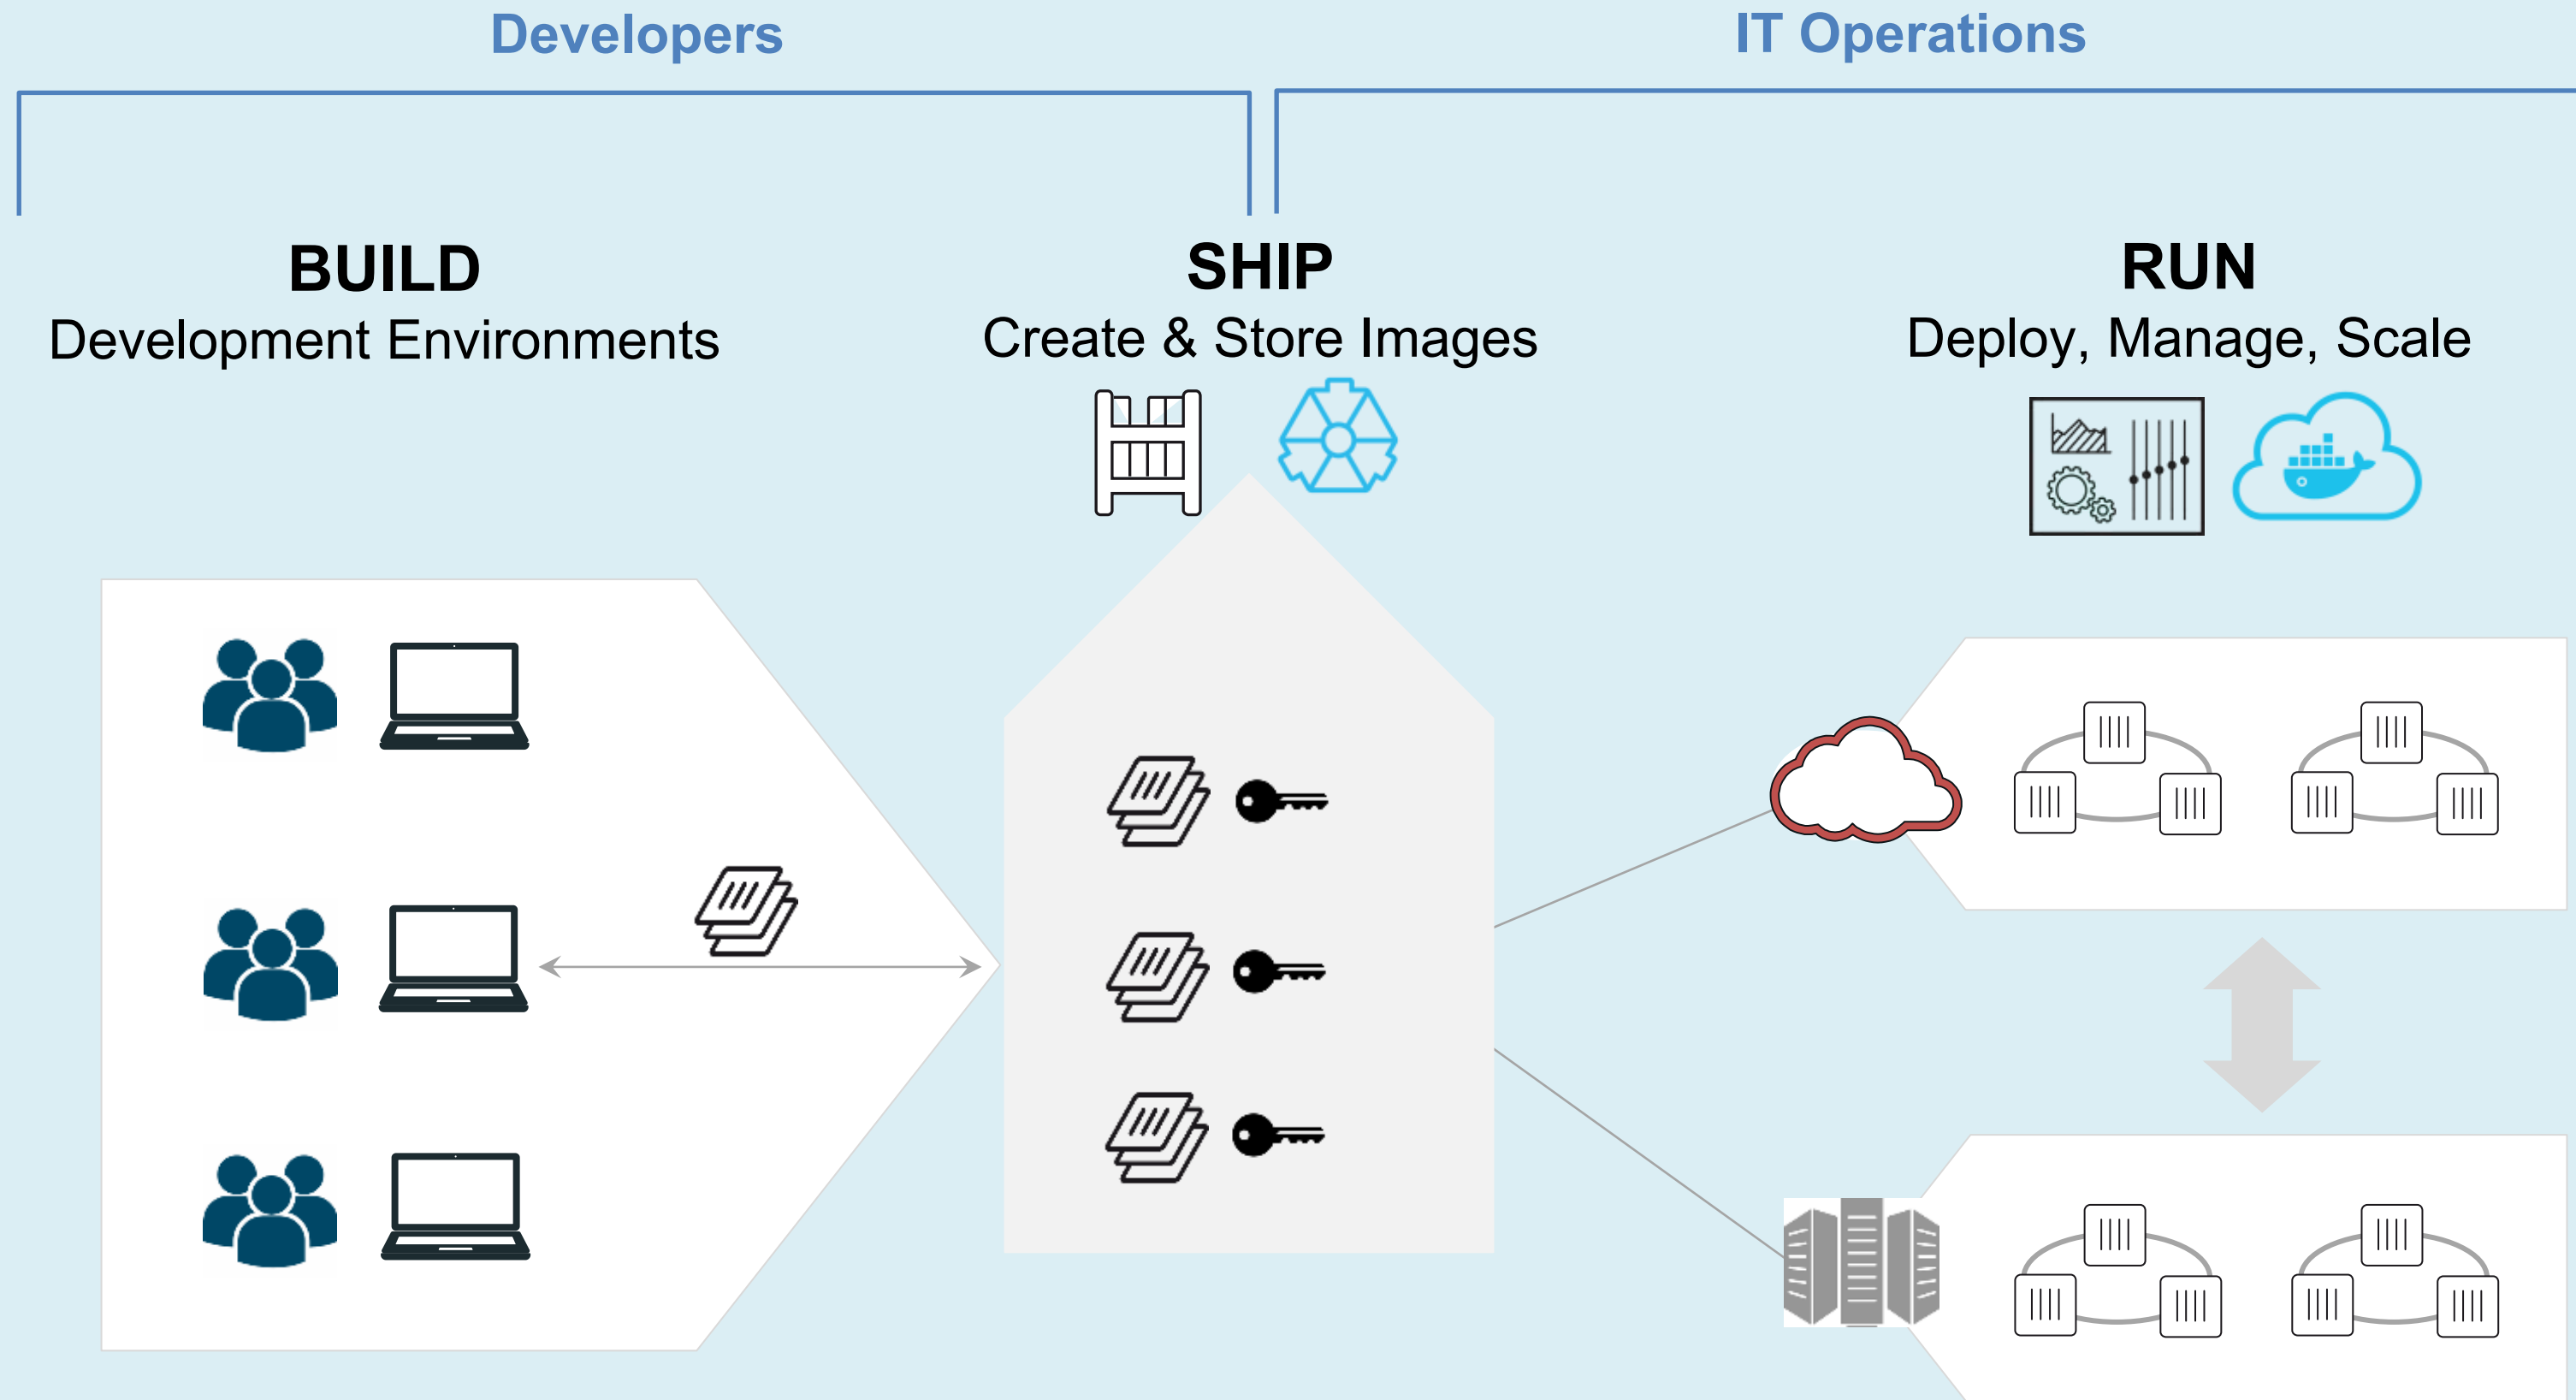 Developers
IT Operations
BUILD
Development Environments
SHIP
Create & Store Images
RUN
Deploy, Manage, Scale